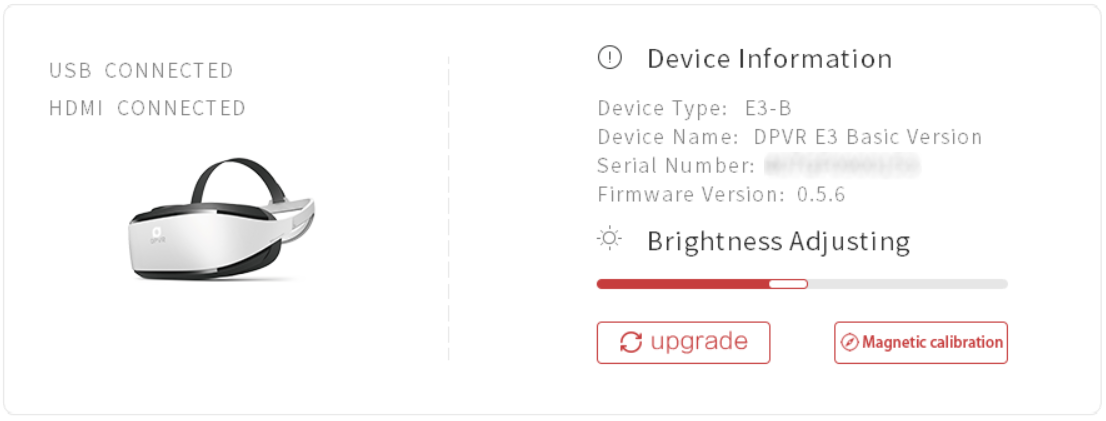 USB CONNECTED
HDMI CONNECTED
DPVR
Device Information
Device Type: E3-B
Device Name: DPVR E3 Basic Version
Serial Number:
Firmware Version: 0.5.6
Brightness Adjusting
upgrade
Magnetic calibration